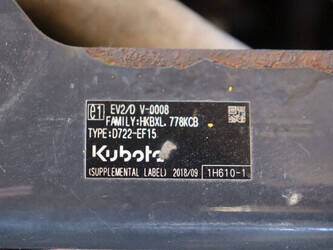 e1 EV2/D V-0008
FAMILY:HKBXL.778KCB
TYPE:D722-EF15
Kubota
(SUPPLEMENTAL LABEL) 2018/09 1H610-1